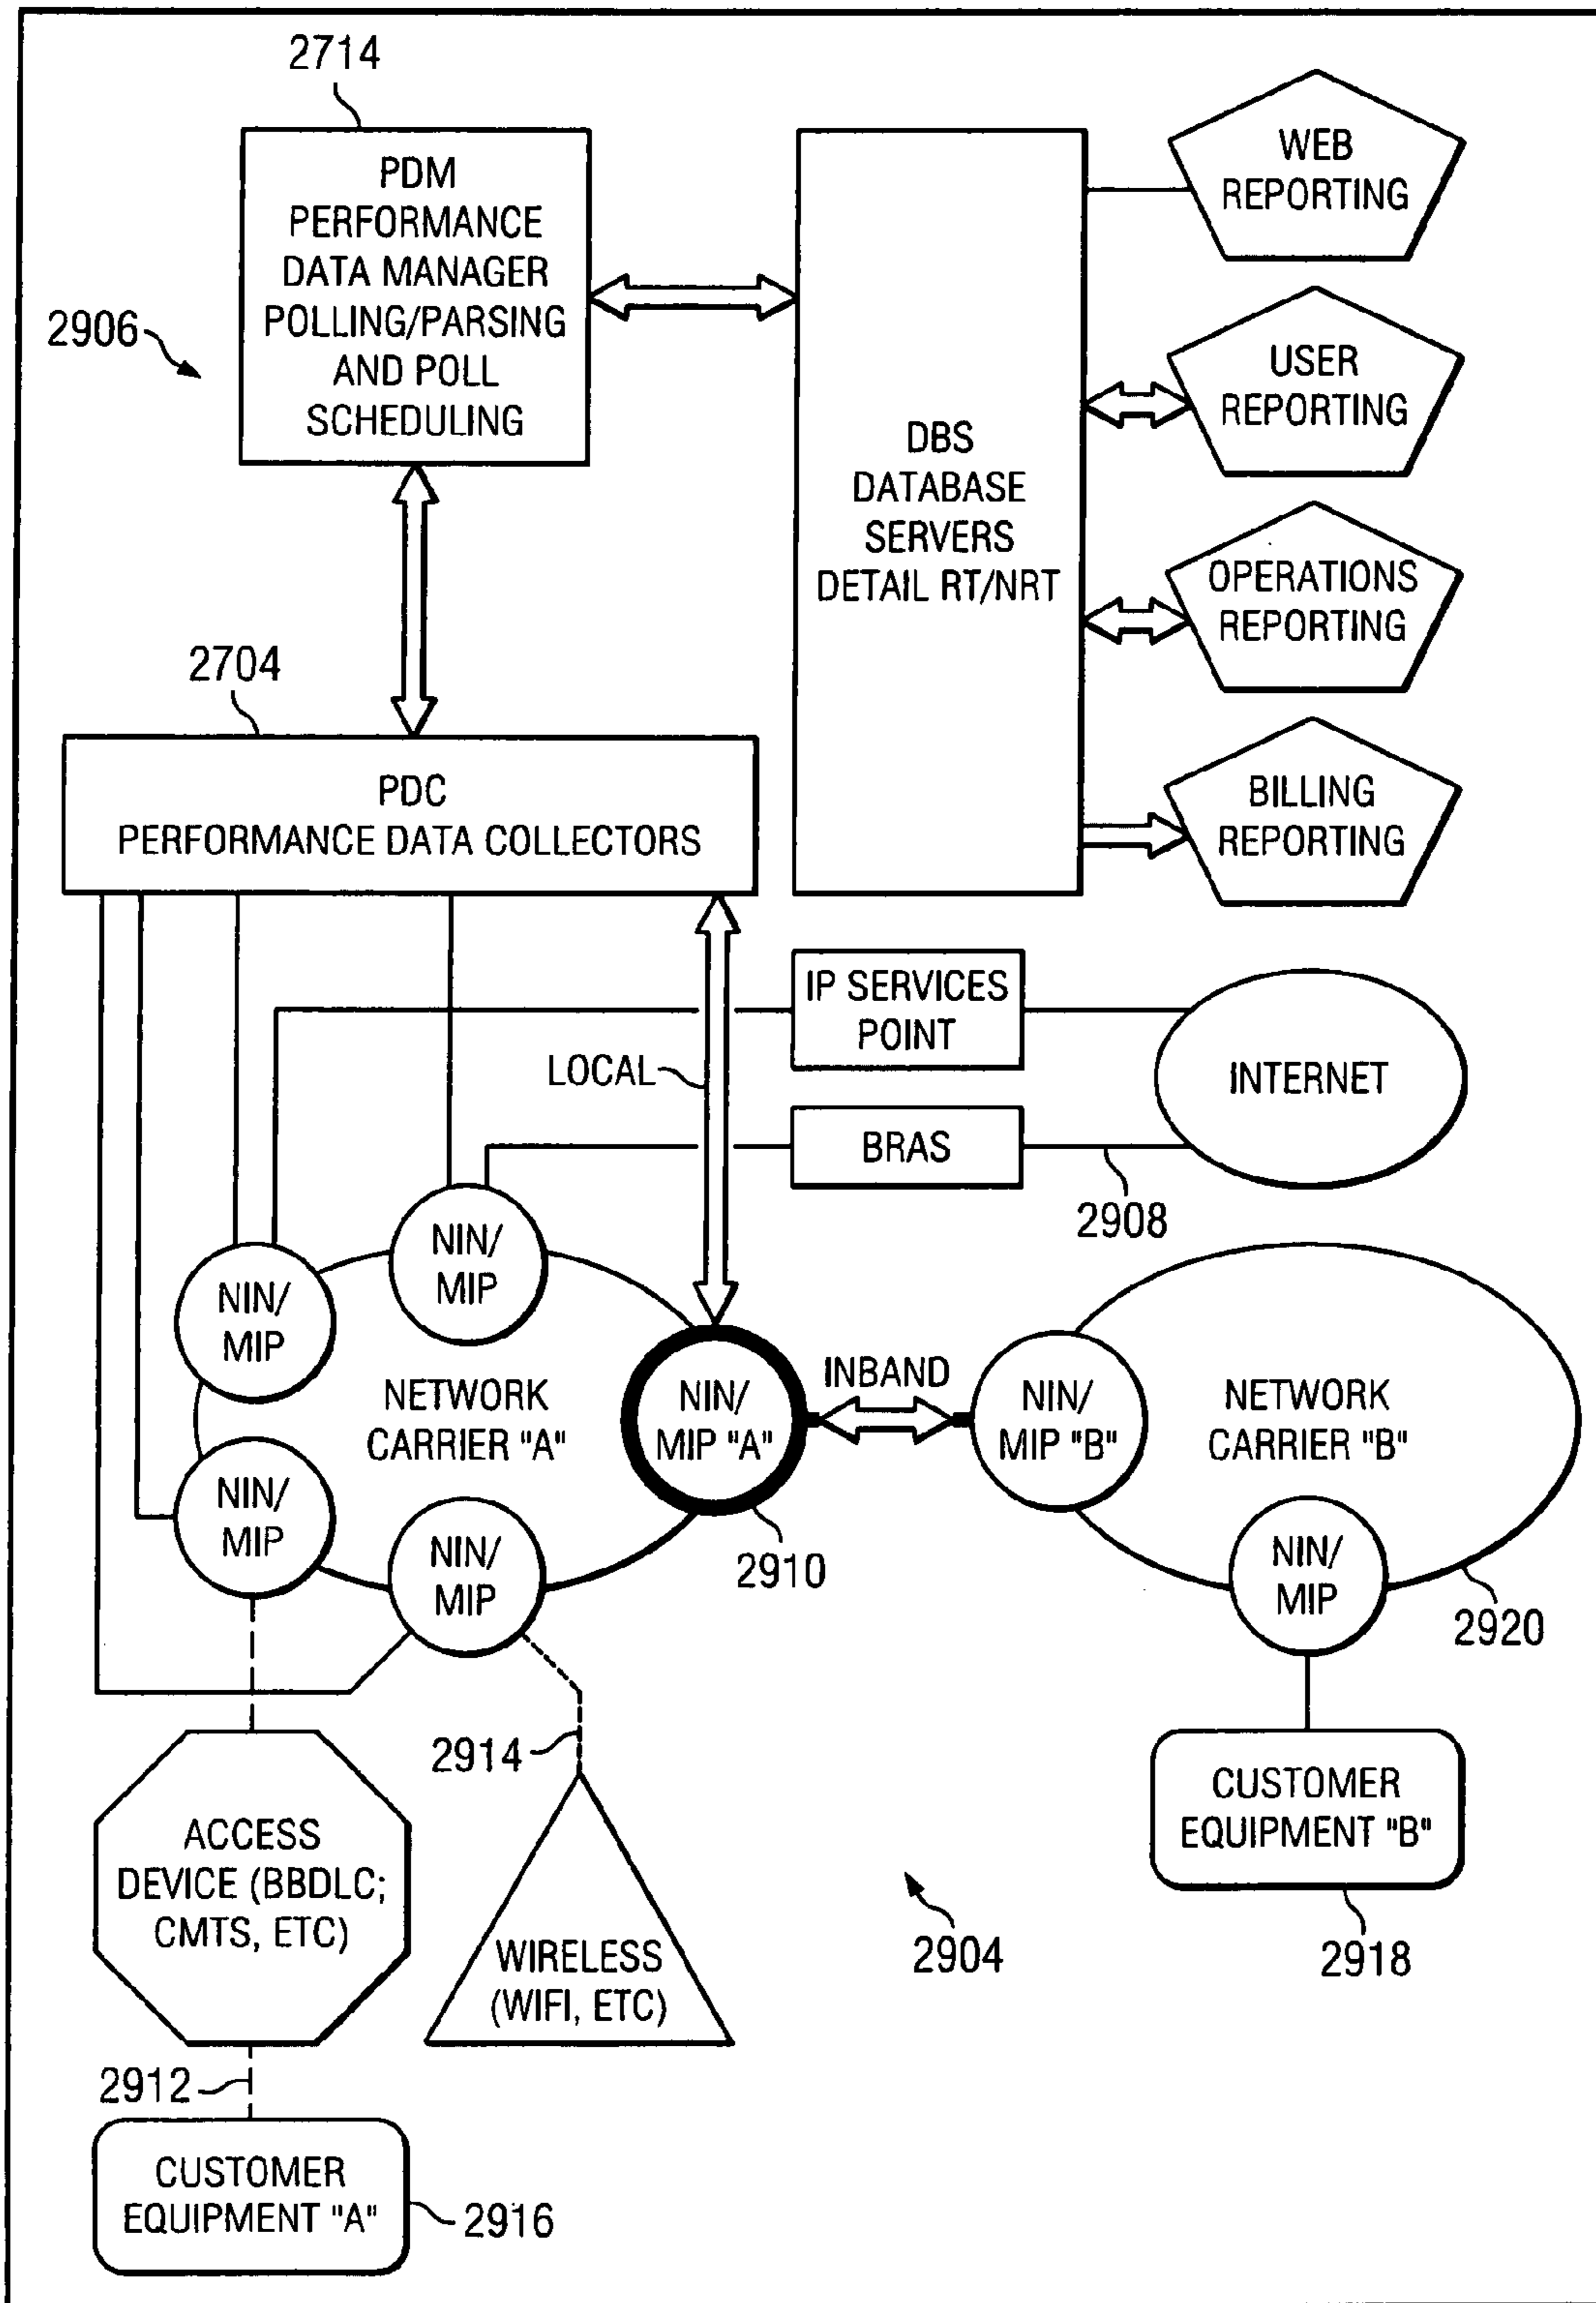 2714
PDM
PERFORMANCE
DATA MANAGER
POLLING/PARSING
AND POLL
SCHEDULING
2906
DBS
DATABASE
SERVERS
DETAIL RT/NRT
WEB
REPORTING
USER
REPORTING
OPERATIONS
REPORTING
BILLING
REPORTING
2704
PDC
PERFORMANCE DATA COLLECTORS
IP SERVICES
POINT
LOCAL
INTERNET
BRAS
2908
NIN/
MIP
NIN/
MIP
NETWORK
CARRIER "A"
NIN/
MIP "A"
INBAND
NIN/
MIP "B"
NETWORK
CARRIER "B"
NIN/
MIP
NIN/
MIP
2910
NIN/
MIP
2920
2914
CUSTOMER
EQUIPMENT "B"
2918
ACCESS
DEVICE (BBDLC;
CMTS, ETC)
WIRELESS
(WIFI, ETC)
2904
2912
CUSTOMER
EQUIPMENT "A"
2916